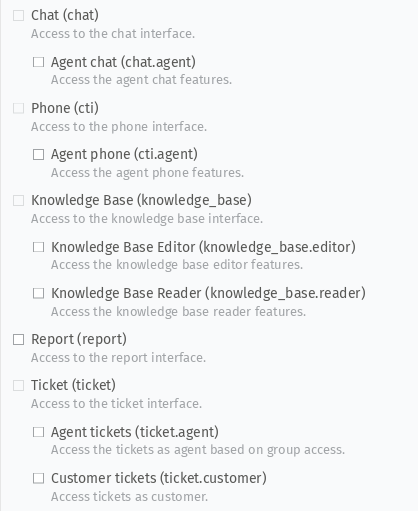 Chat (chat)
Access to the chat interface.
Agent chat (chat.agent)
Access the agent chat features.
Phone (cti)
Access to the phone interface.
Agent phone (cti.agent)
Access the agent phone features.
Knowledge Base (knowledge_base)
Access to the knowledge base interface.
Knowledge Base Editor (knowledge_base.editor)
Access the knowledge base editor features.
Knowledge Base Reader (knowledge_base.reader)
Access the knowledge base reader features.
Report (report)
Access to the report interface.
Ticket (ticket)
Access to the ticket interface.
Agent tickets (ticket.agent)
Access the tickets as agent based on group access.
Customer tickets (ticket.customer)
Access tickets as customer.